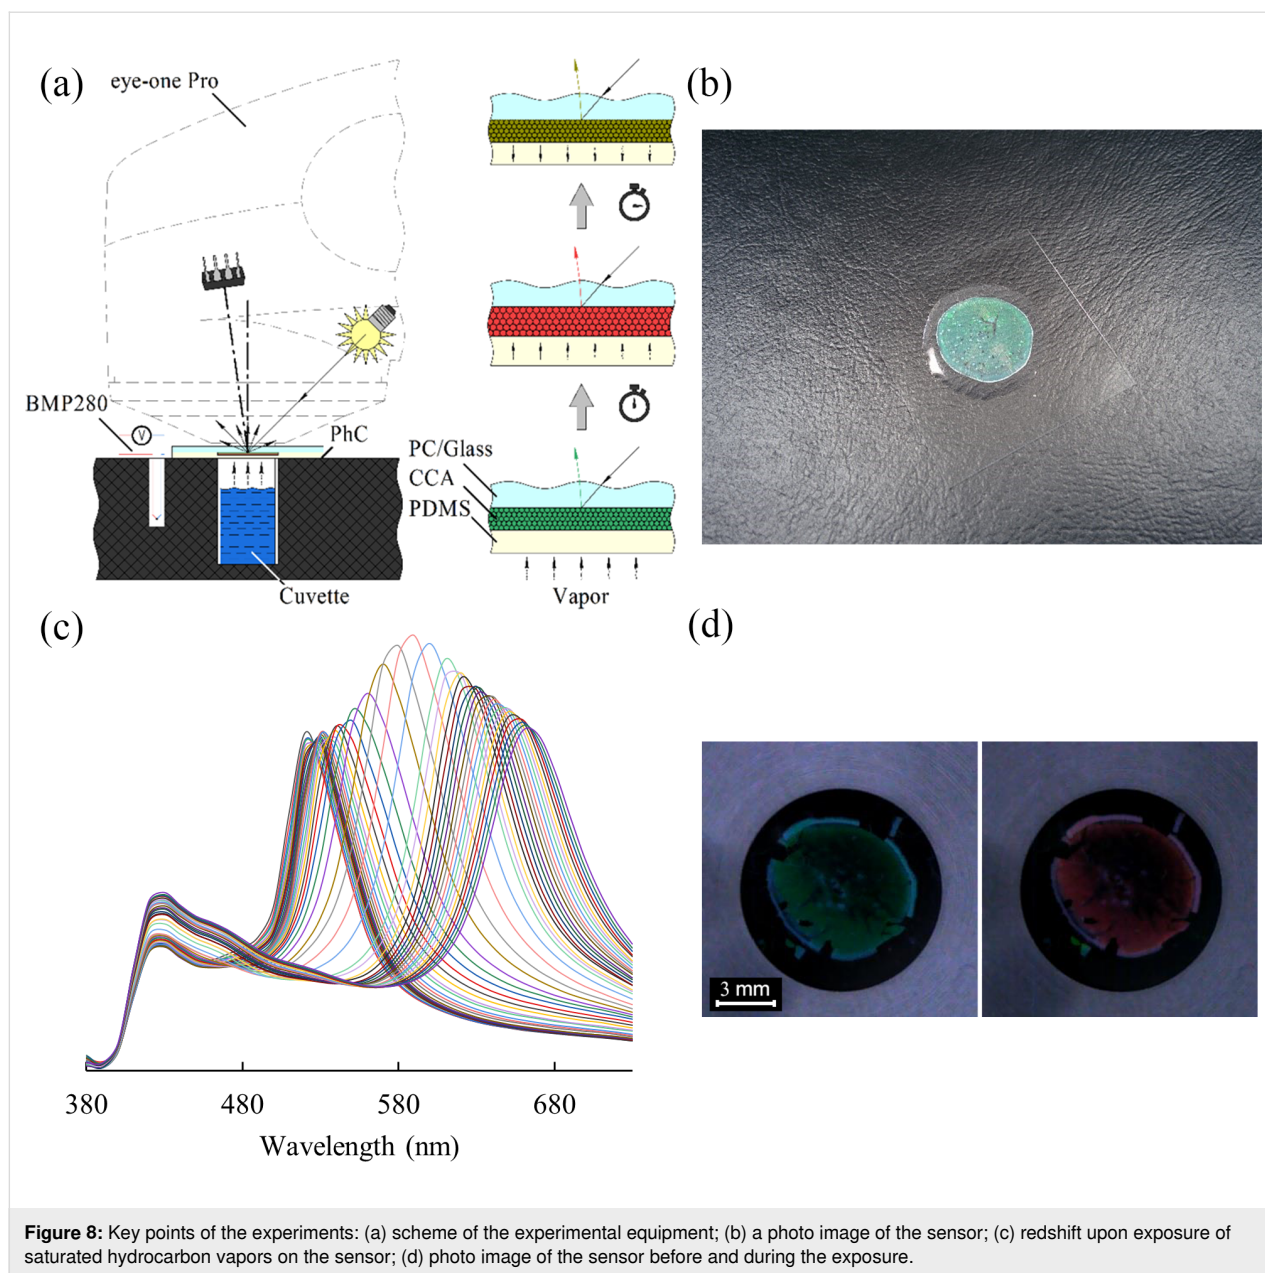 (a)
eye-one Pro
BMP280
V
PhC
Cuvette
PC/Glass
CCA
PDMS
Vapor
(b)
(c)
380
480
580
680
Wavelength (nm)
(d)
3 mm
Figure 8: Key points of the experiments: (a) scheme of the experimental equipment; (b) a photo image of the sensor; (c) redshift upon exposure of
saturated hydrocarbon vapors on the sensor; (d) photo image of the sensor before and during the exposure.